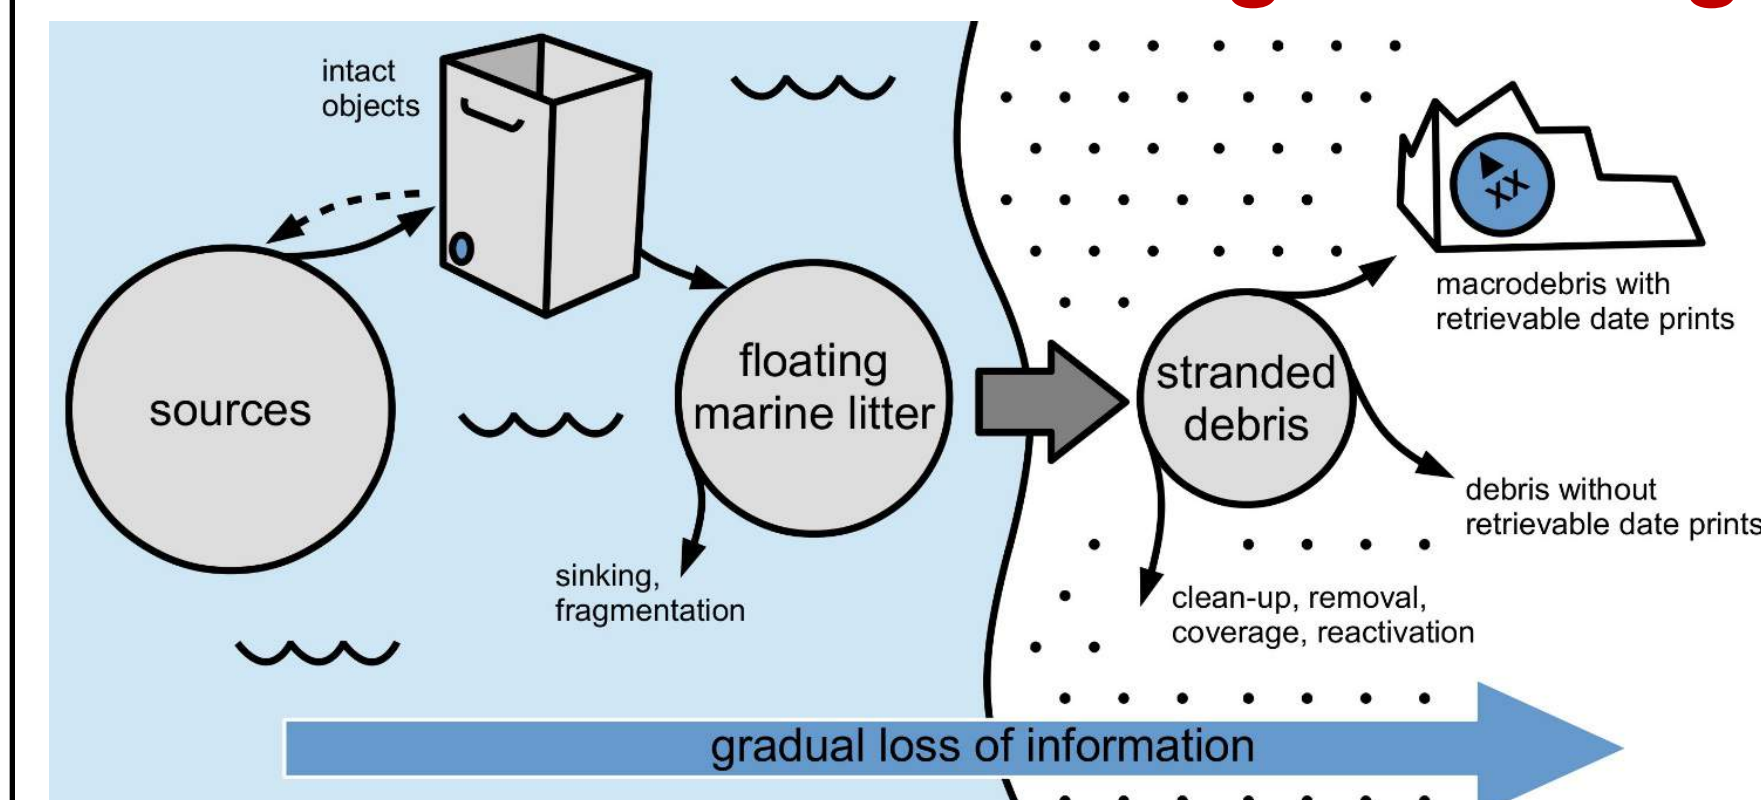 intact
objects
XX
macrodebris with
retrievable date prints
floating
marine litter
stranded
debris
sources
debris without
retrievable date prints
sinking,
fragmentation
clean-up, removal,
coverage, reactivation
gradual loss of information